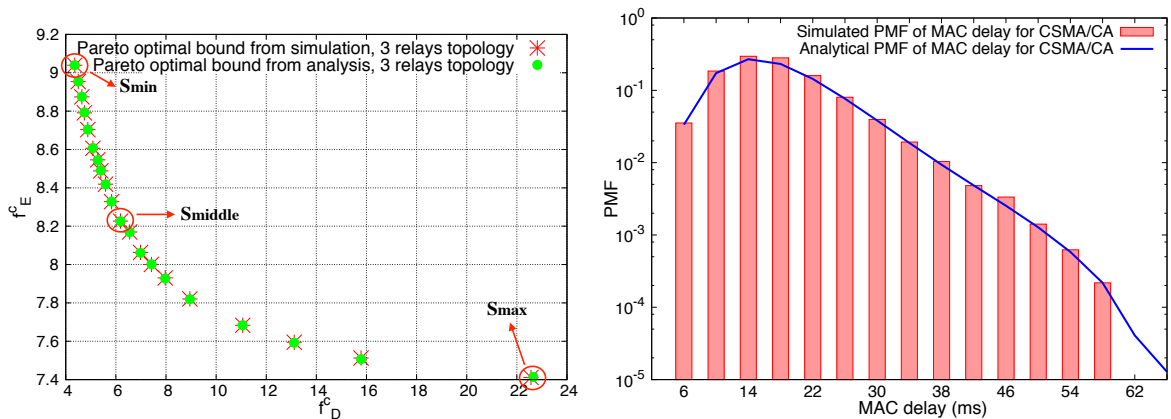 9.2
9
8.8
8.6
8.4
8.2
8
7.8
7.6
7.4
f^c_E
Pareto optimal bound from simulation, 3 relays topology
Pareto optimal bound from analysis, 3 relays topology
Smin
Smiddle
Smax
4 6 8 10 12 14 16 18 20 22 24
f^c_D
10^0
10^-1
10^-2
10^-3
10^-4
10^-5
PMF
Simulated PMF of MAC delay for CSMA/CA
Analytical PMF of MAC delay for CSMA/CA
6 14 22 30 38 46 54 62
MAC delay (ms)